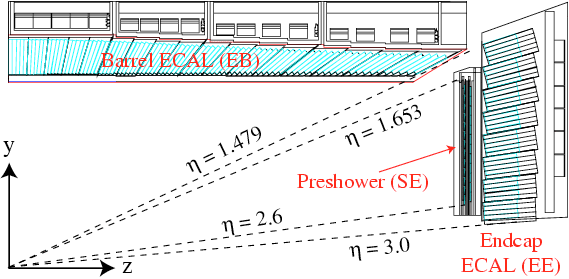 Barrel ECAL (EB)
y
η = 1.479
η = 1.653
Preshower (SE)
η = 2.6
η = 3.0
z
Endcap
ECAL (EE)